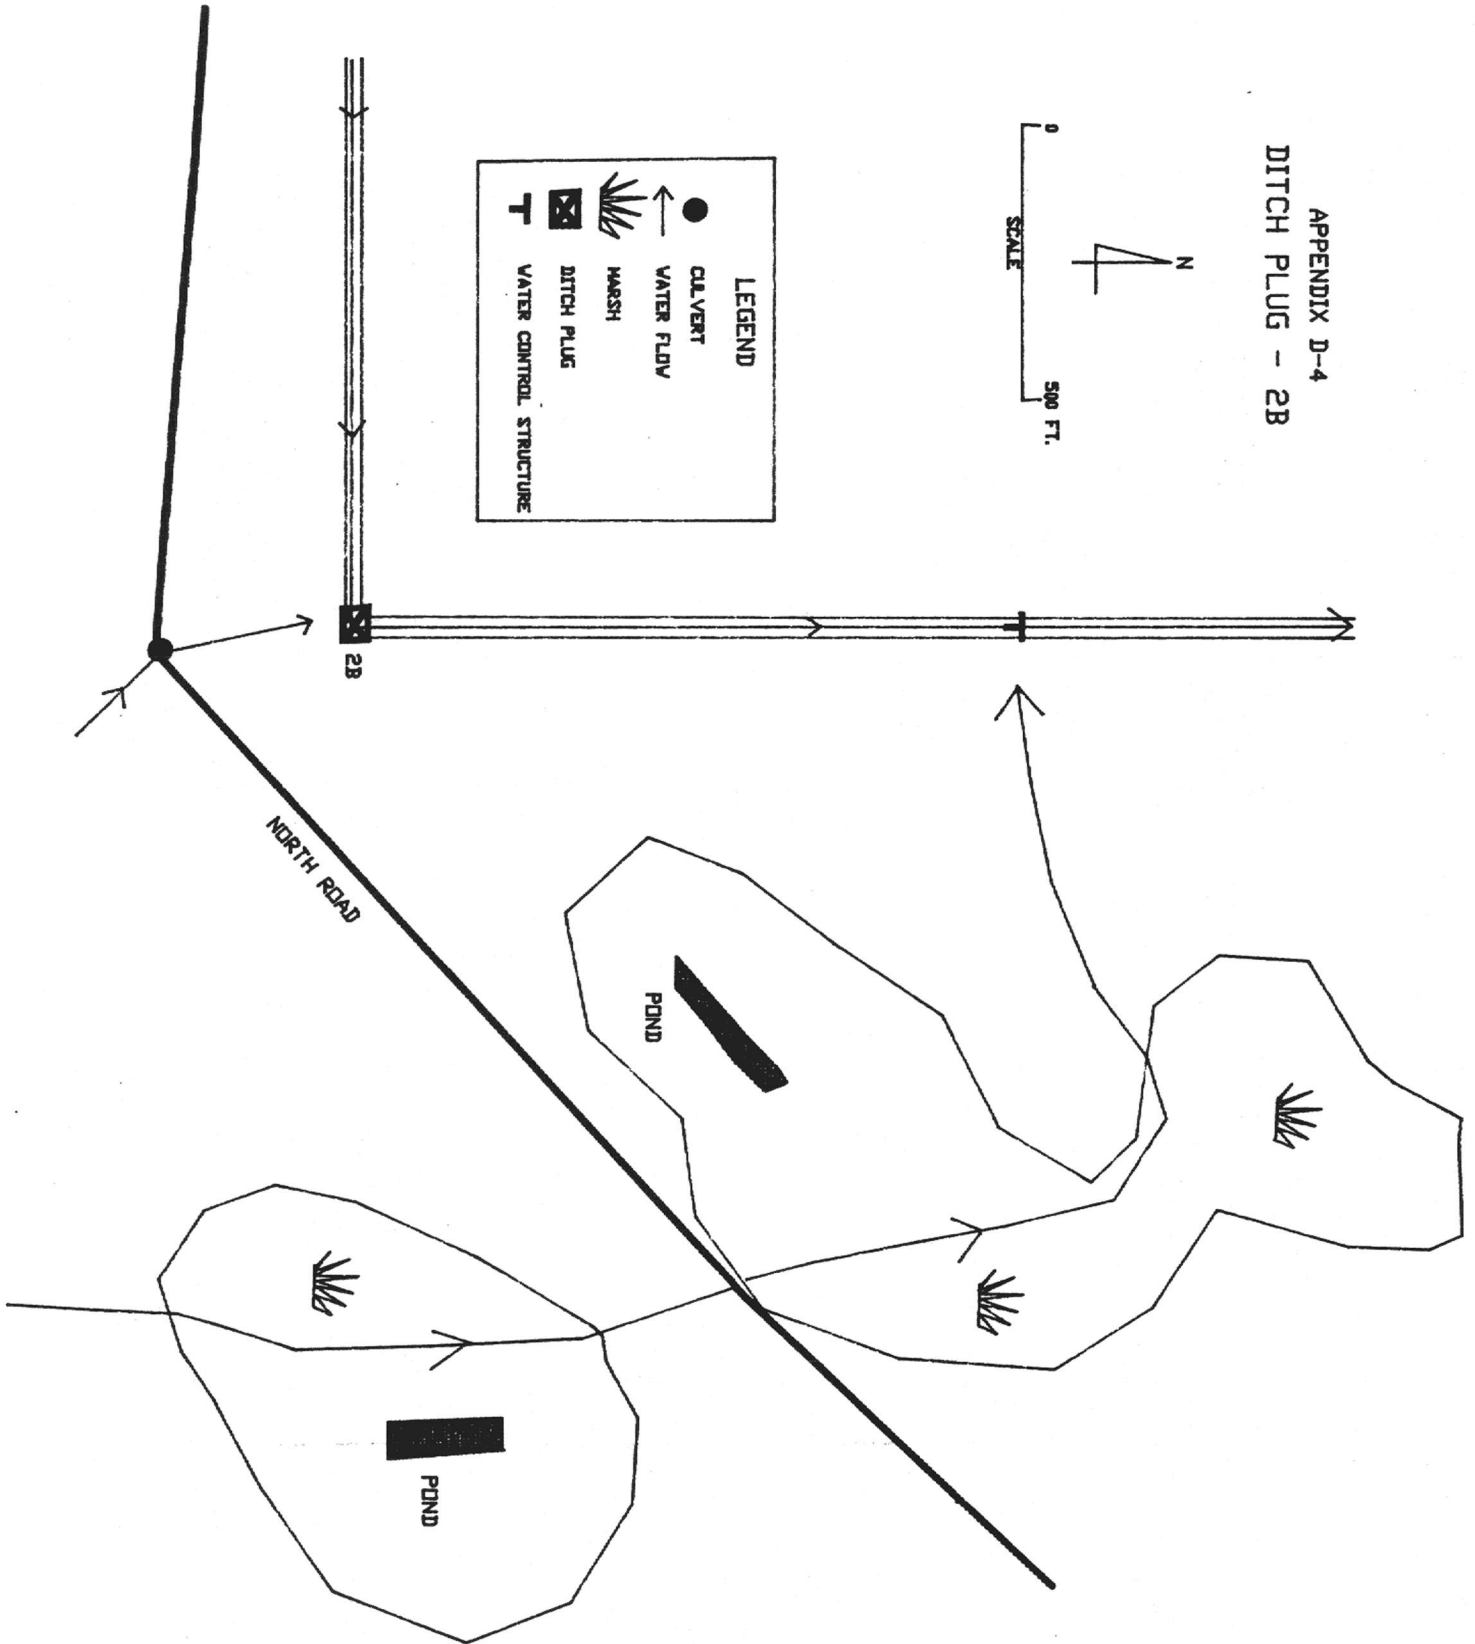 APPENDIX D-4
DITCH PLUG - 2B
N
0
500 FT.
SCALE
LEGEND
CULVERT
WATER FLOW
MARSH
DITCH PLUG
WATER CONTROL STRUCTURE
2B
NORTH ROAD
POND
POND